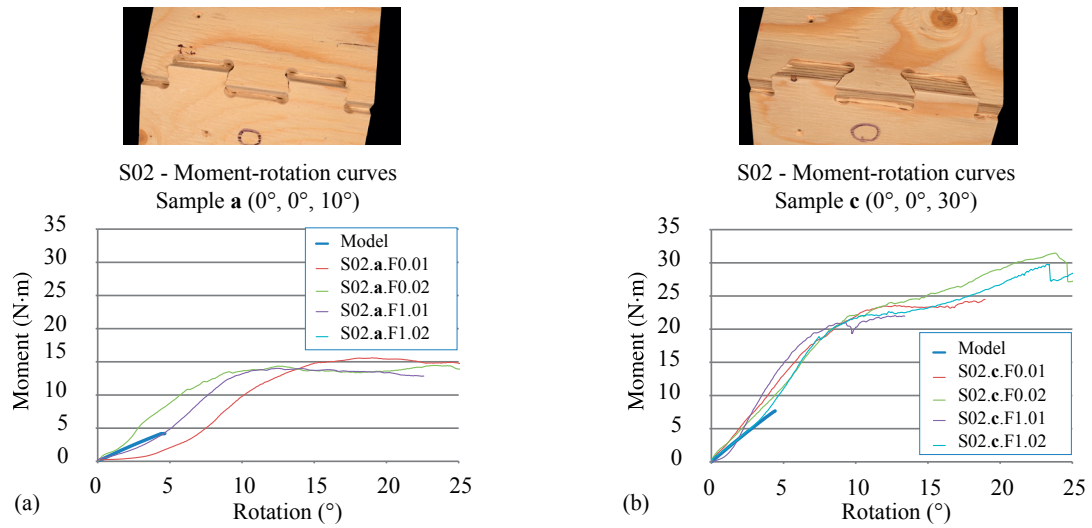 S02 - Moment-rotation curves
Sample a (0°, 0°, 10°)
35
30
25
20
15
10
5
0
Moment (N·m)
Model
S02.a.F0.01
S02.a.F0.02
S02.a.F1.01
S02.a.F1.02
0 5 10 15 20 25
Rotation (°)
(a)
S02 - Moment-rotation curves
Sample c (0°, 0°, 30°)
35
30
25
20
15
10
5
0
Moment (N·m)
Model
S02.c.F0.01
S02.c.F0.02
S02.c.F1.01
S02.c.F1.02
0 5 10 15 20 25
Rotation (°)
(b)